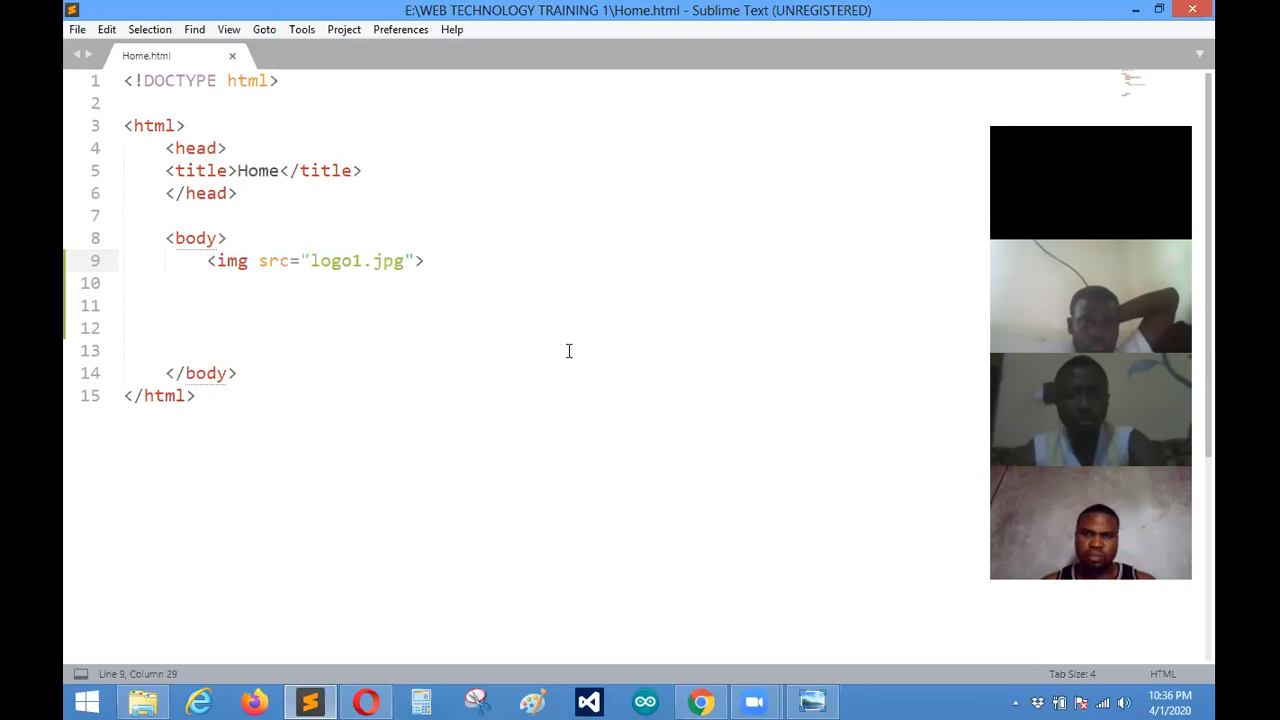 E:\WEB TECHNOLOGY TRAINING 1\Home.html - Sublime Text (UNREGISTERED)
File Edit Selection Find View Goto Tools Project Preferences Help
Home.html
1 <!DOCTYPE html>
2
3 <html>
4 <head>
5 <title>Home</title>
6 </head>
7
8 <body>
9 <img src="logo1.jpg">
10
11
12
13
14 </body>
15 </html>
Line 9, Column 29
Tab Size: 4
HTML
10:36 PM
4/1/2020